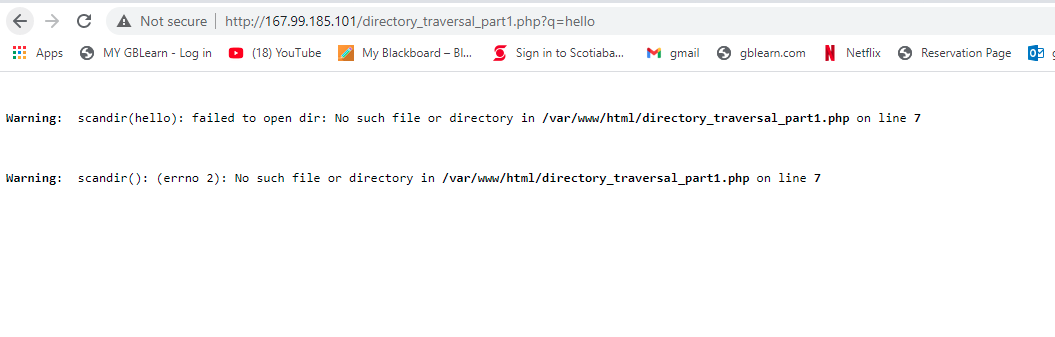 Not secure | http://167.99.185.101/directory_traversal_part1.php?q=hello
Apps MY GBLearn - Log in (18) YouTube My Blackboard – Bl... Sign in to Scotiaba... gmail gblearn.com Netflix Reservation Page g
Warning: scandir(hello): failed to open dir: No such file or directory in /var/www/html/directory_traversal_part1.php on line 7
Warning: scandir(): (errno 2): No such file or directory in /var/www/html/directory_traversal_part1.php on line 7